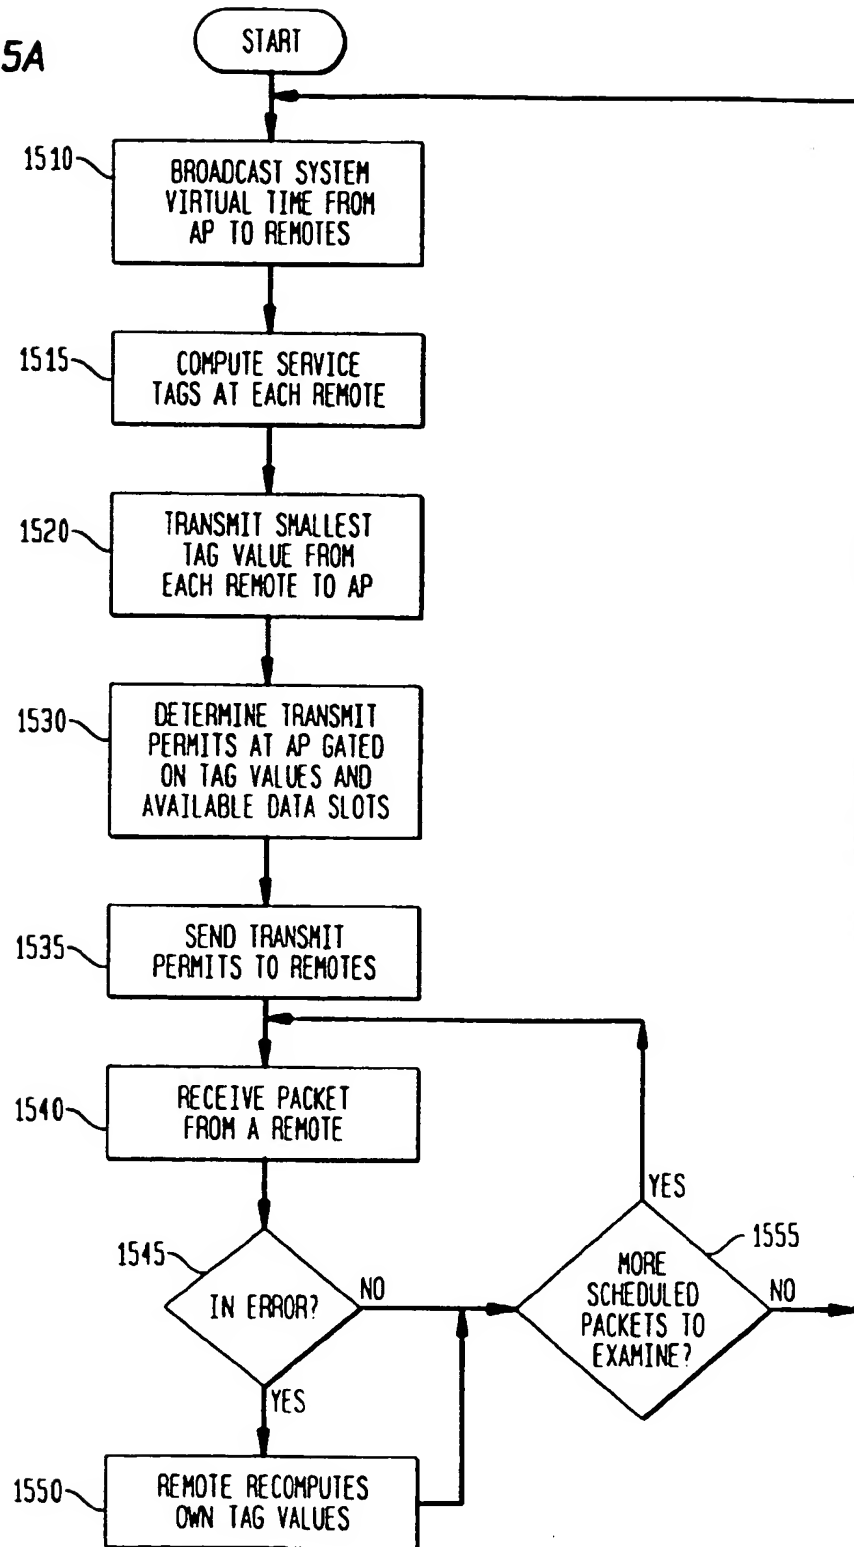 5A
START
1510
BROADCAST SYSTEM
VIRTUAL TIME FROM
AP TO REMOTES
1515
COMPUTE SERVICE
TAGS AT EACH REMOTE
1520
TRANSMIT SMALLEST
TAG VALUE FROM
EACH REMOTE TO AP
1530
DETERMINE TRANSMIT
PERMITS AT AP GATED
ON TAG VALUES AND
AVAILABLE DATA SLOTS
1535
SEND TRANSMIT
PERMITS TO REMOTES
1540
RECEIVE PACKET
FROM A REMOTE
1545
IN ERROR?
NO
YES
1555
MORE
SCHEDULED
PACKETS TO
EXAMINE?
YES
NO
1550
REMOTE RECOMPUTES
OWN TAG VALUES